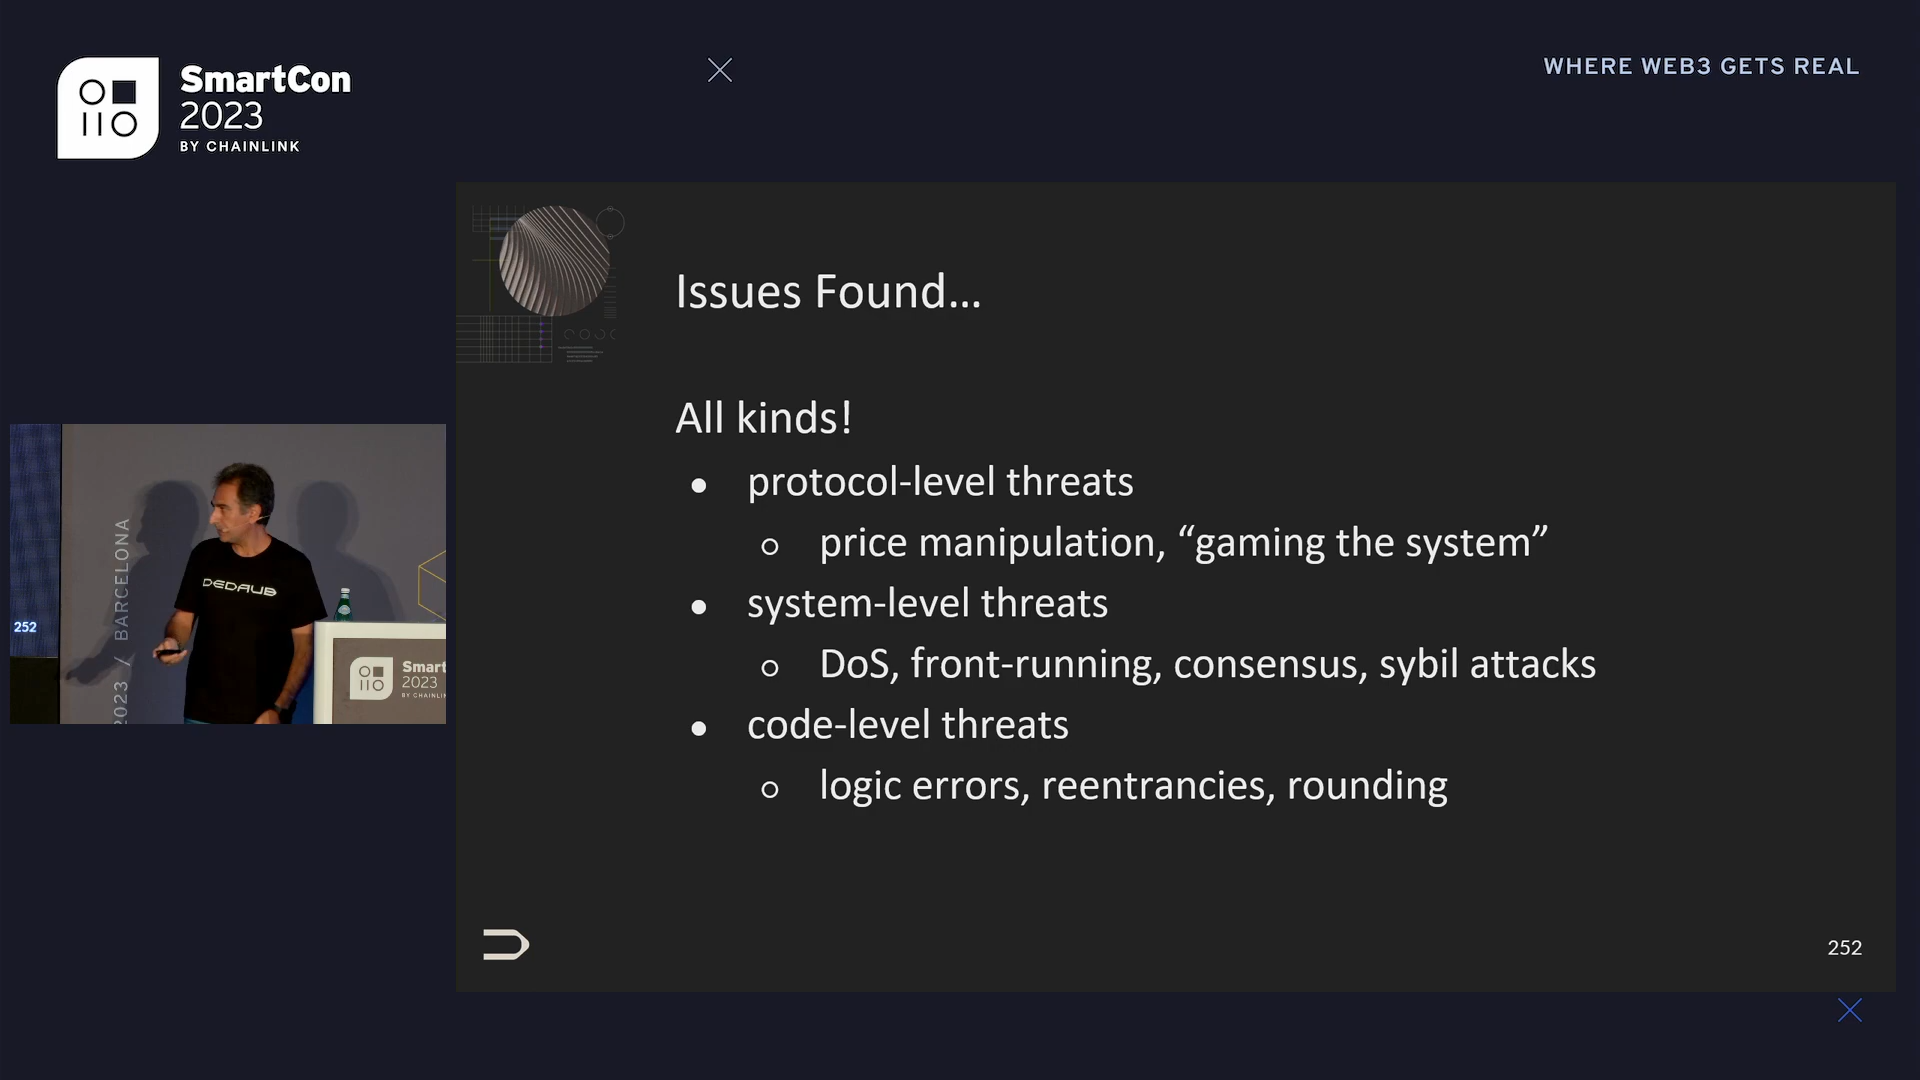 SmartCon
2023
BY CHAINLINK
WHERE WEB3 GETS REAL
Issues Found…
All kinds!
● protocol-level threats
○ price manipulation, “gaming the system”
● system-level threats
○ DoS, front-running, consensus, sybil attacks
● code-level threats
○ logic errors, reentrancies, rounding
252
252
2023 / BARCELONA
DEDAUB
Smart
2023
BY CHAINLIN